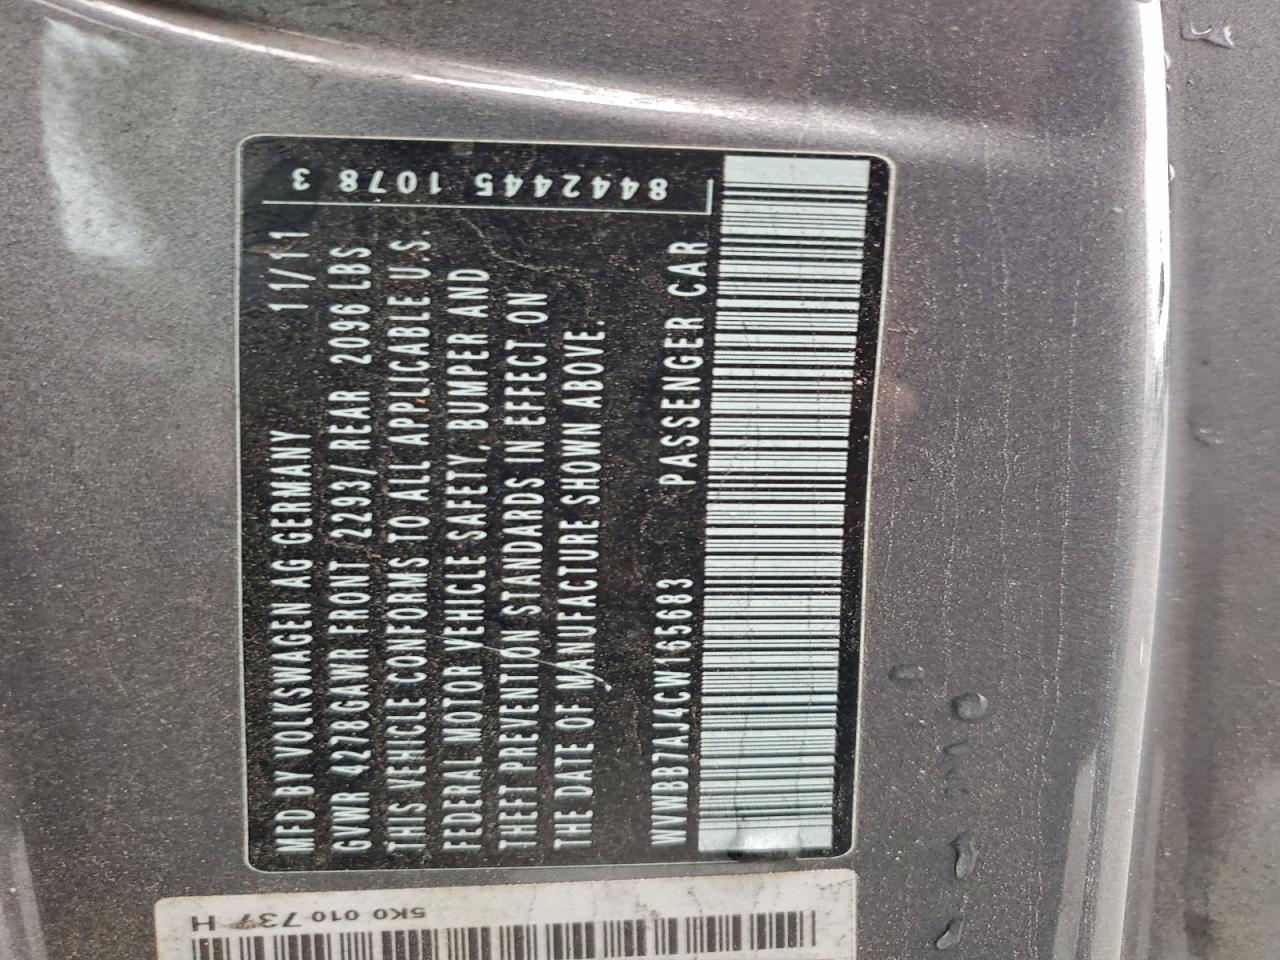 MFD BY VOLKSWAGEN AG GERMANY 11/11
GVWR 4278 GAWR FRONT 2293/ REAR 2096 LBS
THIS VEHICLE CONFORMS TO ALL APPLICABLE U.S.
FEDERAL MOTOR VEHICLE SAFETY, BUMPER AND
THEFT PREVENTION STANDARDS IN EFFECT ON
THE DATE OF MANUFACTURE SHOWN ABOVE.
WVWBB7AJ4CW165683 PASSENGER CAR
8442445 1078 3
5K0 010 737 H